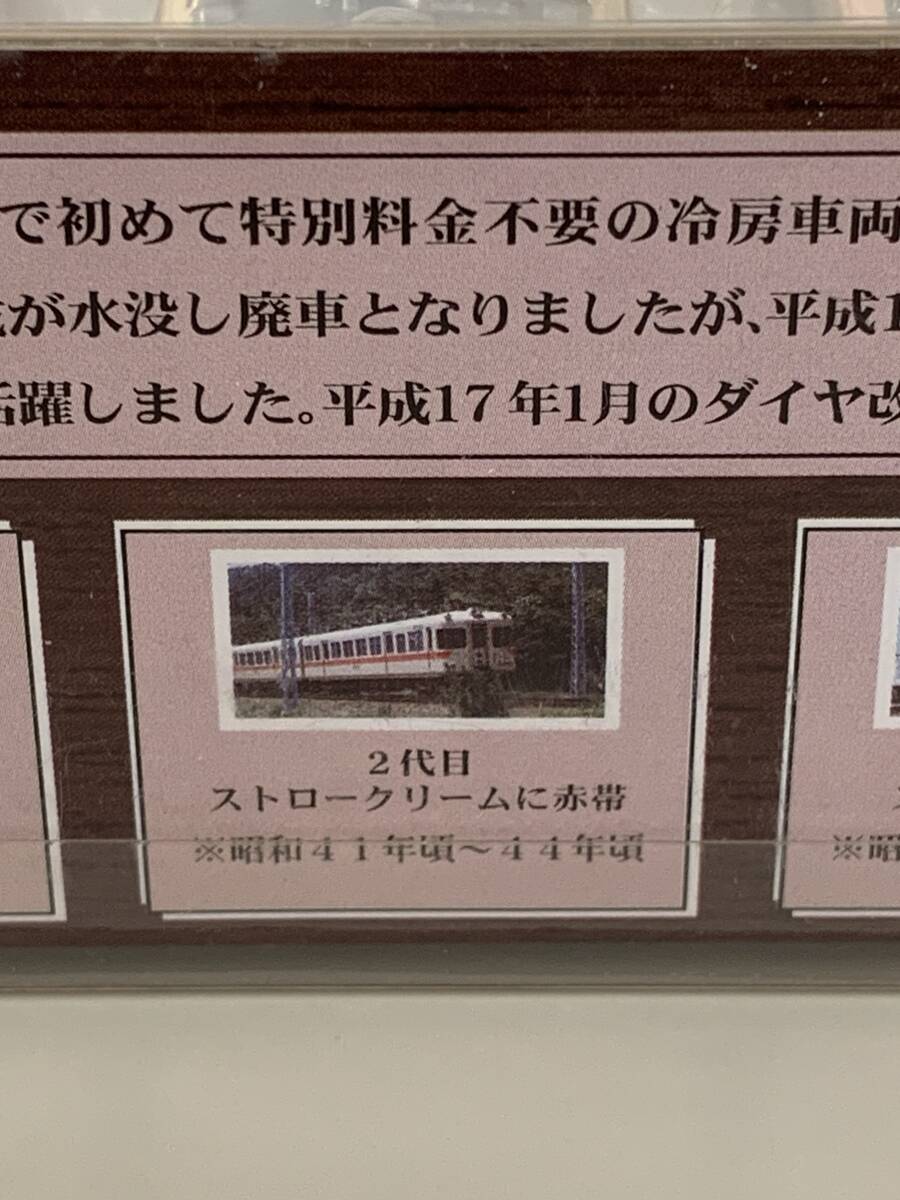 で初めて特別料金不要の冷房車両
が水没し廃車となりましたが、平成1
活躍しました。平成17年1月のダイヤ改
2代目
ストロークリームに赤帯
※昭和41年頃～44年頃
※昭